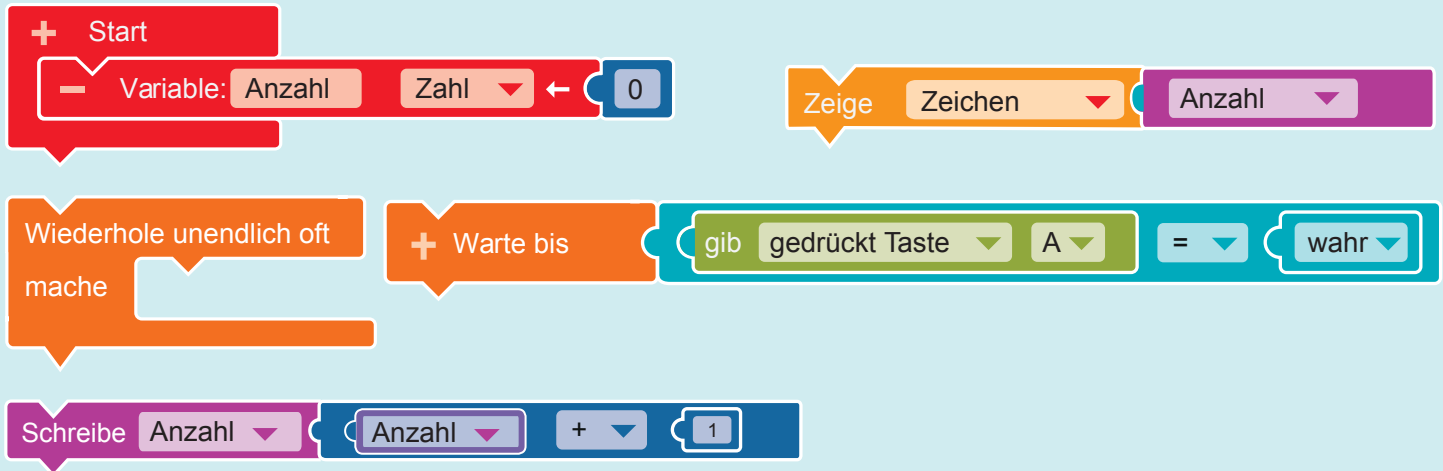 + Start
− Variable: Anzahl Zahl ← 0
Zeige Zeichen Anzahl
Wiederhole unendlich oft
mache
+ Warte bis gib gedrückt Taste A = wahr
Schreibe Anzahl Anzahl + 1